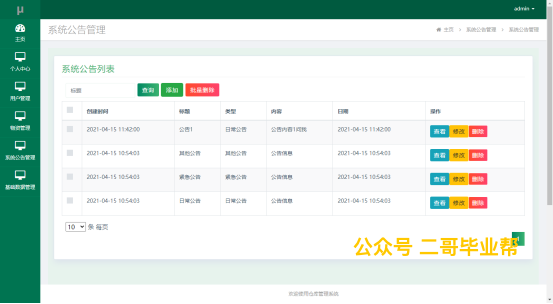 μ
admin
主页
个人中心
用户管理
物资管理
系统公告管理
基础数据管理
系统公告管理
主页 > 系统公告管理 > 系统公告管理
系统公告列表
标题 查询 添加 批量删除
创建时间 标题 类型 内容 日期 操作
2021-04-15 11:42:00 公告1 日常公告 2021-04-15 11:42:00 查看 修改 删除
2021-04-15 10:54:03 其他公告 其他公告 公告信息 2021-04-15 10:54:03 查看 修改 删除
2021-04-15 10:54:03 紧急公告 紧急公告 公告信息 2021-04-15 10:54:03 查看 修改 删除
2021-04-15 10:54:03 日常公告 日常公告 公告信息 2021-04-15 10:54:03 查看 修改 删除
10 条 每页
公众号 二哥毕业帮